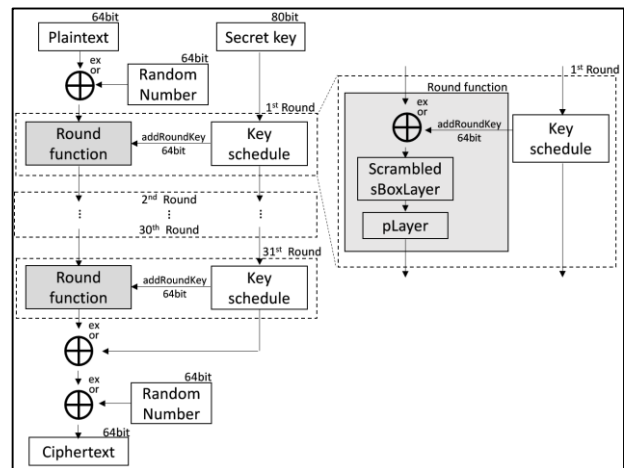 64bit
80bit
Plaintext
Secret key
ex
or
64bit
Random
Number
1st Round
Round
function
addRoundKey
64bit
Key
schedule
2nd Round
⋮ ⋮ ⋮
30th Round
31st Round
Round
function
addRoundKey
64bit
Key
schedule
ex
or
ex
or
64bit
Random
Number
64bit
Ciphertext
1st Round
Round function
ex
or
addRoundKey
64bit
Key
schedule
Scrambled
sBoxLayer
pLayer